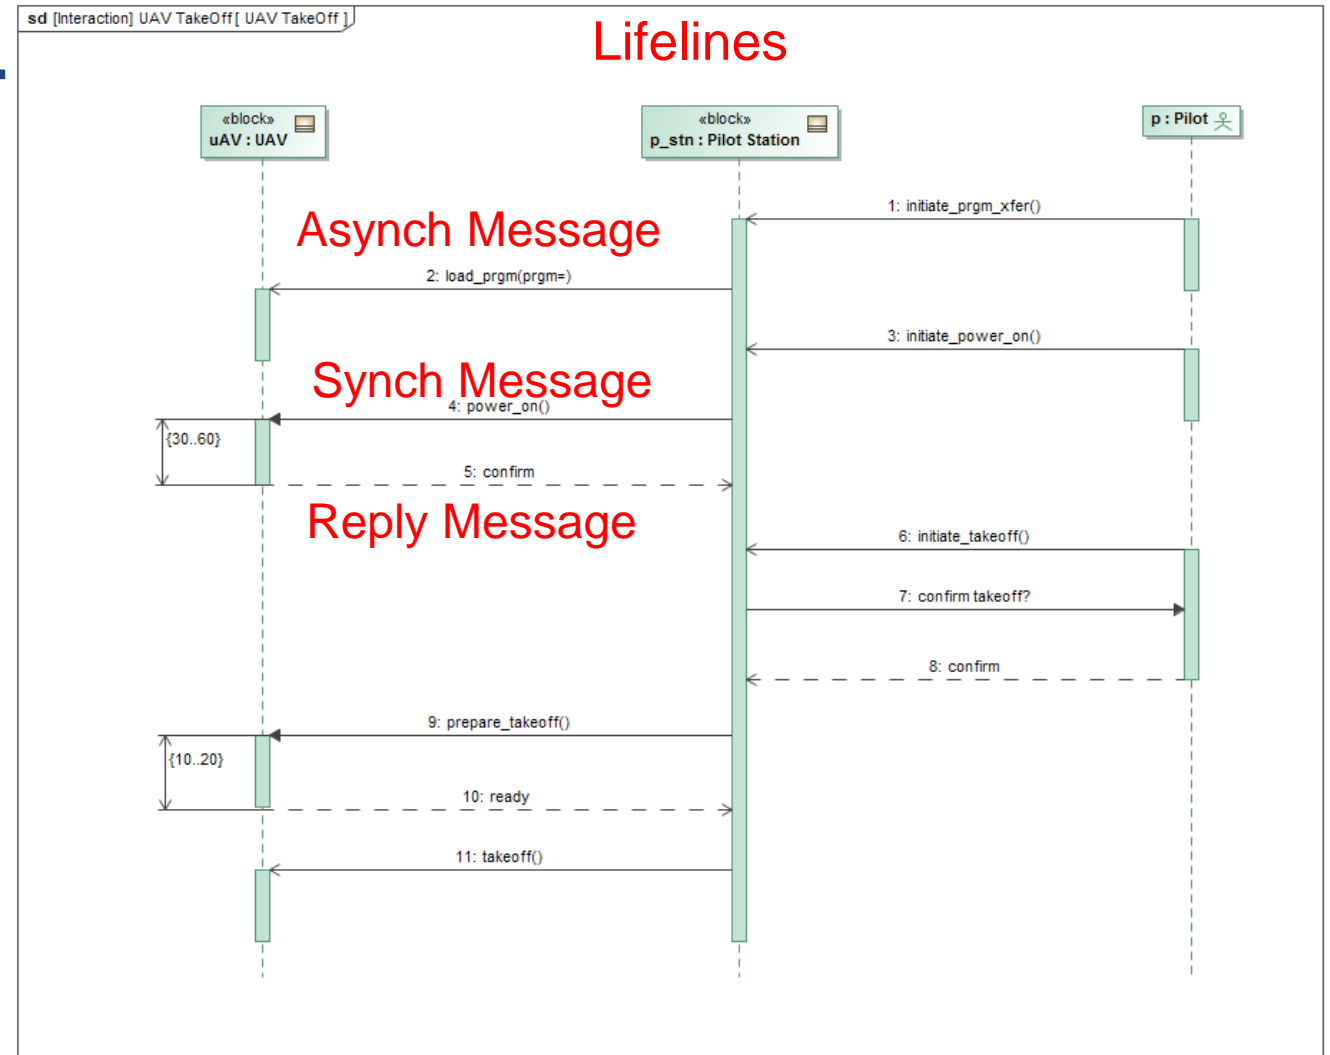 sd [Interaction] UAV TakeOff[ UAV TakeOff ]
Lifelines
«block»
uAV : UAV
«block»
p_stn : Pilot Station
p : Pilot
1: initiate_prgm_xfer()
Asynch Message
2: load_prgm(prgm=)
3: initiate_power_on()
Synch Message
4: power_on()
{30..60}
5: confirm
Reply Message
6: initiate_takeoff()
7: confirm takeoff?
8: confirm
9: prepare_takeoff()
{10..20}
10: ready
11: takeoff()